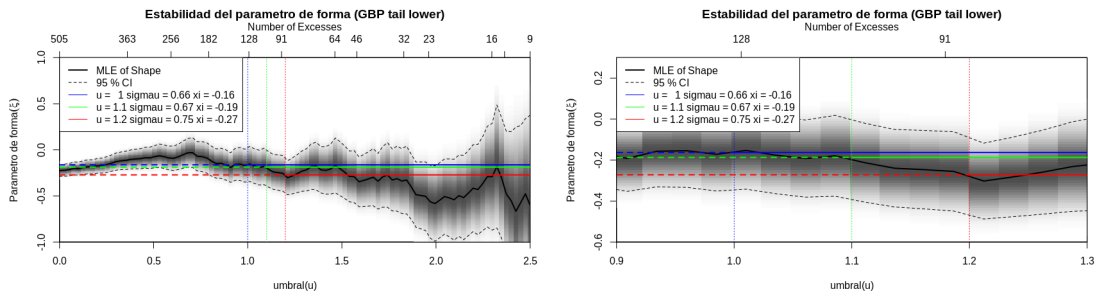 Estabilidad del parametro de forma (GBP tail lower)
Number of Excesses
505 363 256 182 128 91 64 46 32 23 16 9
MLE of Shape
95 % CI
u = 1 sigmau = 0.66 xi = -0.16
u = 1.1 sigmau = 0.67 xi = -0.19
u = 1.2 sigmau = 0.75 xi = -0.27
Parametro de forma(ξ)
1.0
0.5
0.0
-0.5
-1.0
0.0 0.5 1.0 1.5 2.0 2.5
umbral(u)
Estabilidad del parametro de forma (GBP tail lower)
Number of Excesses
128 91
MLE of Shape
95 % CI
u = 1 sigmau = 0.66 xi = -0.16
u = 1.1 sigmau = 0.67 xi = -0.19
u = 1.2 sigmau = 0.75 xi = -0.27
Parametro de forma(ξ)
0.2
0.0
-0.2
-0.4
-0.6
0.9 1.0 1.1 1.2 1.3
umbral(u)